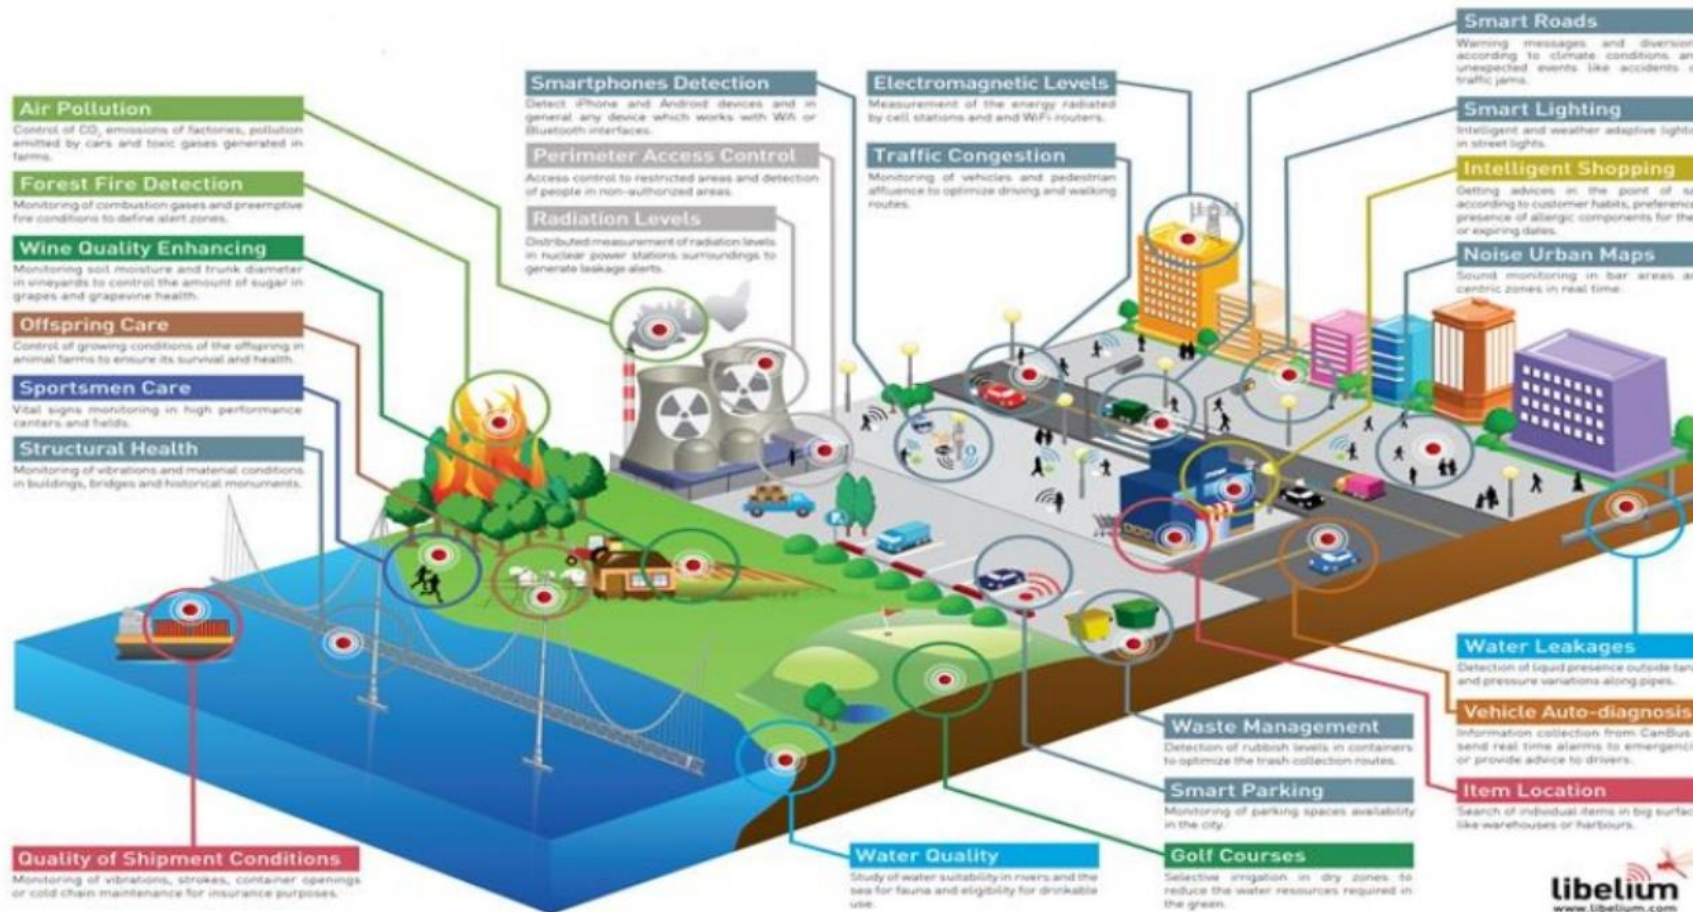 Air Pollution
Control of CO₂ emissions of factories, pollution
emitted by cars and toxic gases generated in
farms.
Forest Fire Detection
Monitoring of combustion gases and preemptive
fire conditions to define alert zones.
Wine Quality Enhancing
Monitoring soil moisture and trunk diameter
in vineyards to control the amount of sugar in
grapes and grapevine health.
Offspring Care
Control of growing conditions of the offspring in
animal farms to ensure its survival and health.
Sportsmen Care
Vital signs monitoring in high performance
centers and fields.
Structural Health
Monitoring of vibrations and material conditions
in buildings, bridges and historical monuments.
Quality of Shipment Conditions
Monitoring of vibrations, strokes, container openings
or cold chain maintenance for insurance purposes.
Smartphones Detection
Detect iPhone and Android devices and in
general any device which works with Wifi or
Bluetooth interfaces.
Perimeter Access Control
Access control to restricted areas and detection
of people in non-authorized areas.
Radiation Levels
Distributed measurement of radiation levels
in nuclear power stations surroundings to
generate leakage alerts.
Electromagnetic Levels
Measurement of the energy radiated
by cell stations and and WiFi routers.
Traffic Congestion
Monitoring of vehicles and pedestrian
affluence to optimize driving and walking
routes.
Smart Roads
Warning messages and diversion
according to climate conditions an
unexpected events like accidents o
traffic jams.
Smart Lighting
Intelligent and weather adaptive lighti
in street lights.
Intelligent Shopping
Getting advices in the point of sa
according to customer habits, preference
presence of allergic components for the
or expiring dates.
Noise Urban Maps
Sound monitoring in bar areas an
centric zones in real time.
Water Leakages
Detection of liquid presence outside tan
and pressure variations along pipes.
Vehicle Auto-diagnosis
Information collection from CanBus
send real time alarms to emergenci
or provide advice to drivers.
Item Location
Search of individual items in big surfac
like warehouses or harbours.
Waste Management
Detection of rubbish levels in containers
to optimize the trash collection routes.
Smart Parking
Monitoring of parking spaces availability
in the city.
Golf Courses
Selective irrigation in dry zones to
reduce the water resources required in
the green.
Water Quality
Study of water suitability in rivers and the
sea for fauna and eligibility for drinkable
use.
libelium
www.libelium.com